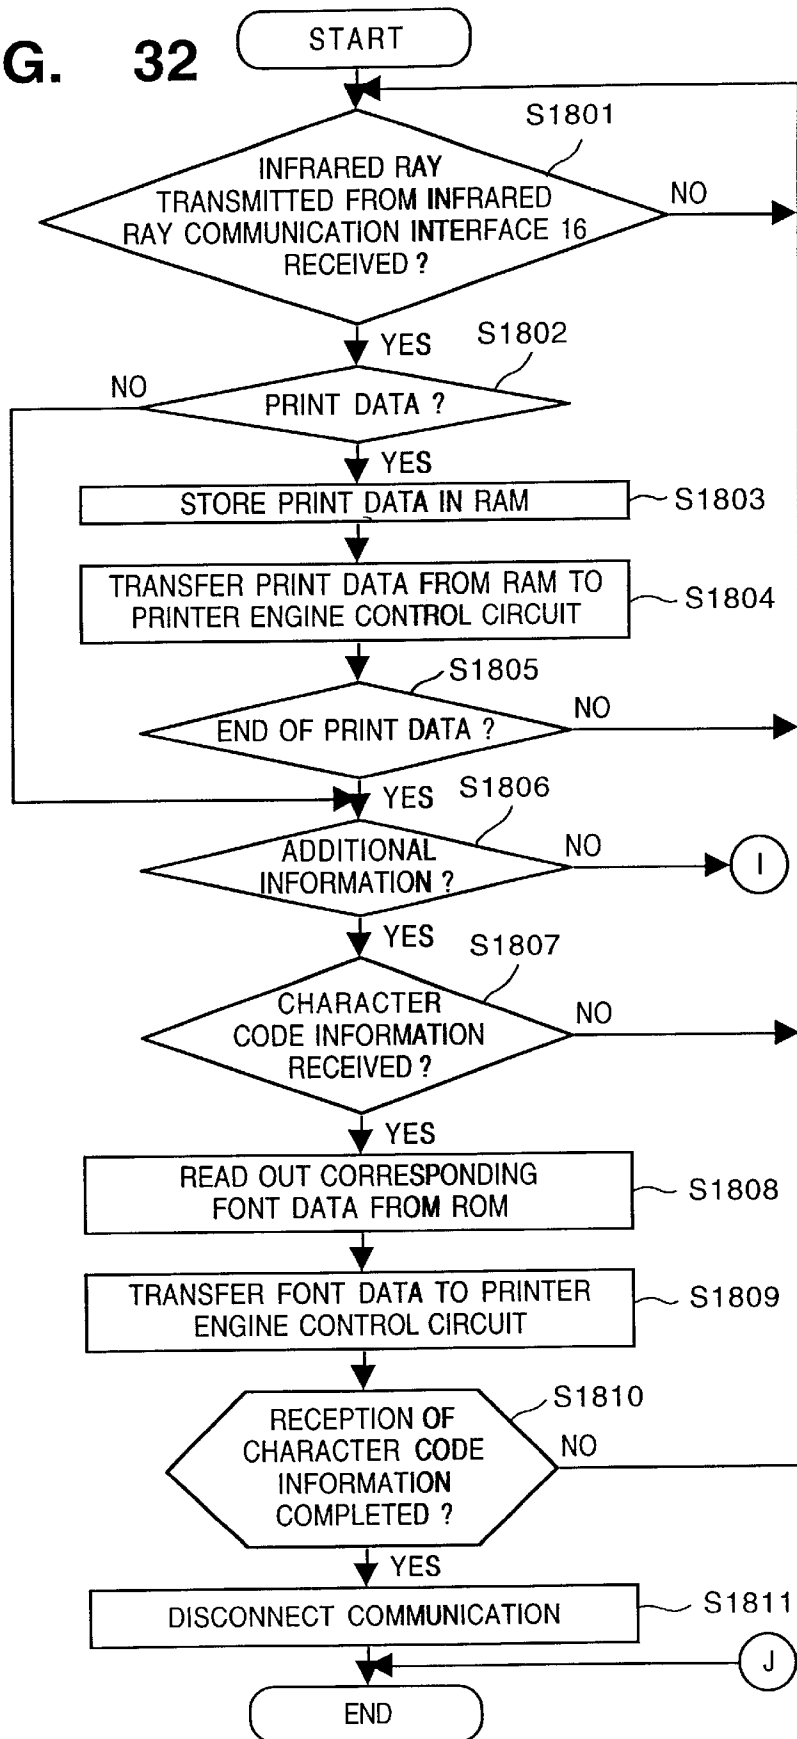 G. 32
START
S1801
INFRARED RAY
TRANSMITTED FROM INFRARED
RAY COMMUNICATION INTERFACE 16
RECEIVED ?
NO
YES
S1802
NO
PRINT DATA ?
YES
STORE PRINT DATA IN RAM
S1803
TRANSFER PRINT DATA FROM RAM TO
PRINTER ENGINE CONTROL CIRCUIT
S1804
S1805
END OF PRINT DATA ?
NO
YES
S1806
ADDITIONAL
INFORMATION ?
NO
I
YES
S1807
CHARACTER
CODE INFORMATION
RECEIVED ?
NO
YES
READ OUT CORRESPONDING
FONT DATA FROM ROM
S1808
TRANSFER FONT DATA TO PRINTER
ENGINE CONTROL CIRCUIT
S1809
S1810
RECEPTION OF
CHARACTER CODE
INFORMATION
COMPLETED ?
NO
YES
DISCONNECT COMMUNICATION
S1811
J
END